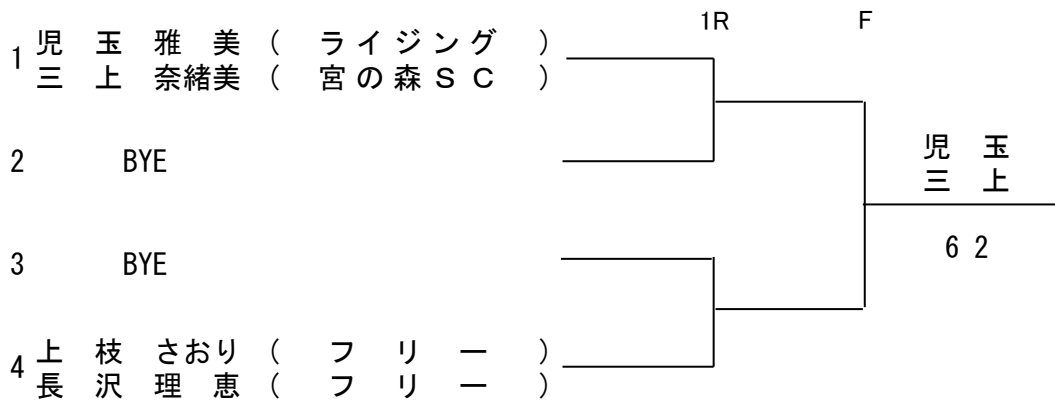 1R F
1 児 玉 雅 美 ( ライジング )
三 上 奈緒美 ( 宮の森ＳＣ )
2 BYE
児 玉
三 上
6 2
3 BYE
4 上 枝 さおり ( フ リ ー )
長 沢 理 恵 ( フ リ ー )